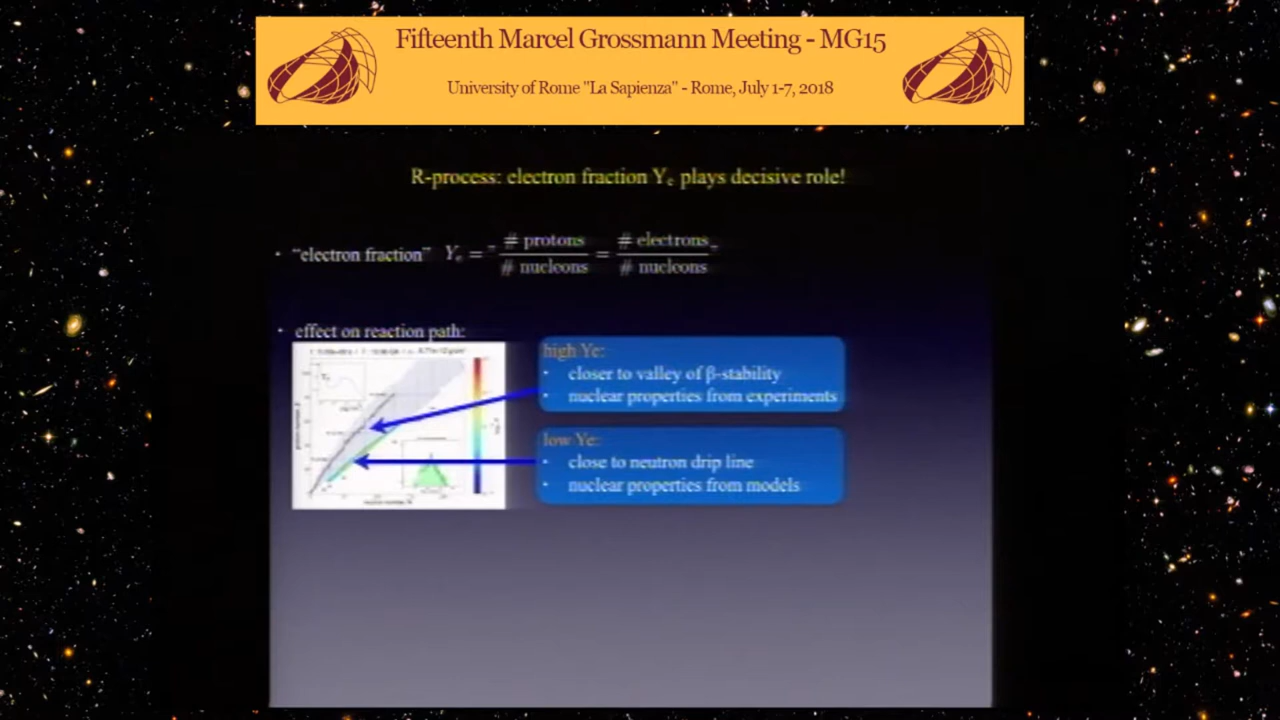 Fifteenth Marcel Grossmann Meeting - MG15
University of Rome "La Sapienza" - Rome, July 1-7, 2018
R-process: electron fraction Yₑ plays decisive role!
• "electron fraction" Yₑ = # protons / # nucleons = # electrons / # nucleons
• effect on reaction path:
high Ye:
• closer to valley of β-stability
• nuclear properties from experiments
low Ye:
• close to neutron drip line
• nuclear properties from models